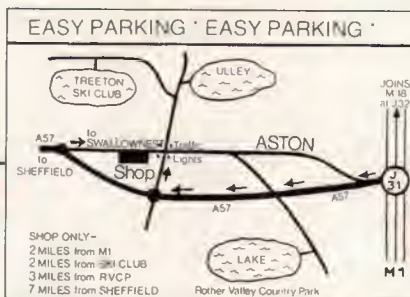 EASY PARKING · EASY PARKING ·
JOINS
M18
at J32
ULLEY
TREETON
SKI CLUB
A57
to
SWALLOWNEST
Traffic
Lights
ASTON
to
SHEFFIELD
Shop
J
31
A57
A57
SHOP ONLY-
2 MILES from M1
2 MILES from SKI CLUB
3 MILES from RVCP
7 MILES from SHEFFIELD
LAKE
Rother Valley Country Park
M1